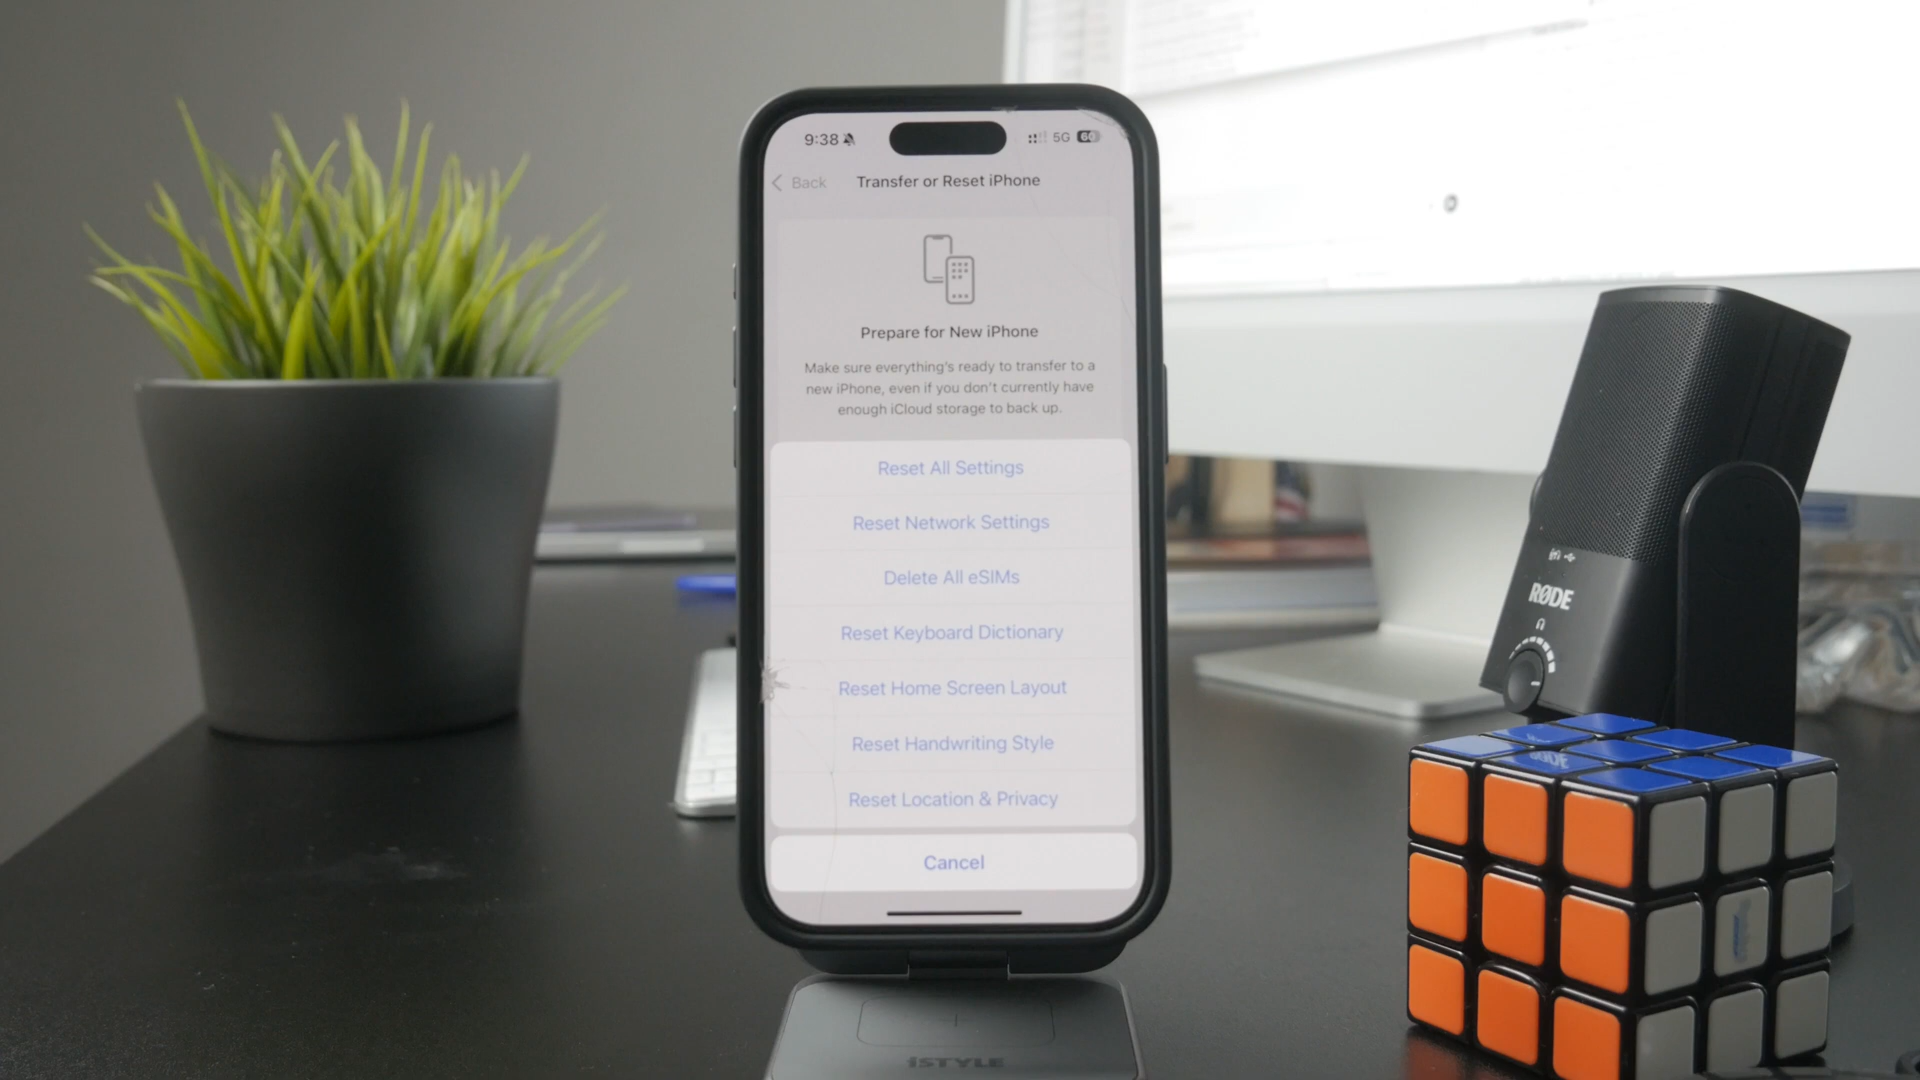 9:38
5G
60
Back
Transfer or Reset iPhone
Prepare for New iPhone
Make sure everything's ready to transfer to a
new iPhone, even if you don't currently have
enough iCloud storage to back up.
Reset All Settings
Reset Network Settings
Delete All eSIMs
Reset Keyboard Dictionary
Reset Home Screen Layout
Reset Handwriting Style
Reset Location & Privacy
Cancel
iSTYLE
RØDE